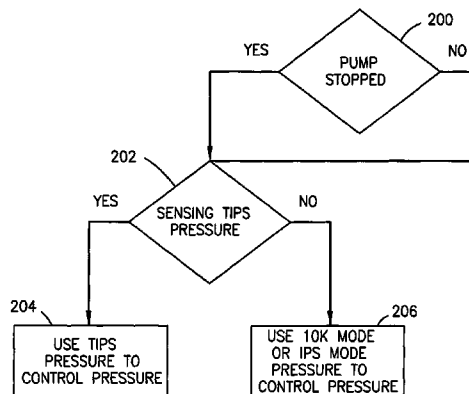 200
YES
NO
PUMP
STOPPED
202
YES
NO
SENSING TIPS
PRESSURE
204
206
USE TIPS
PRESSURE TO
CONTROL PRESSURE
USE 10K MODE
OR IPS MODE
PRESSURE TO
CONTROL PRESSURE